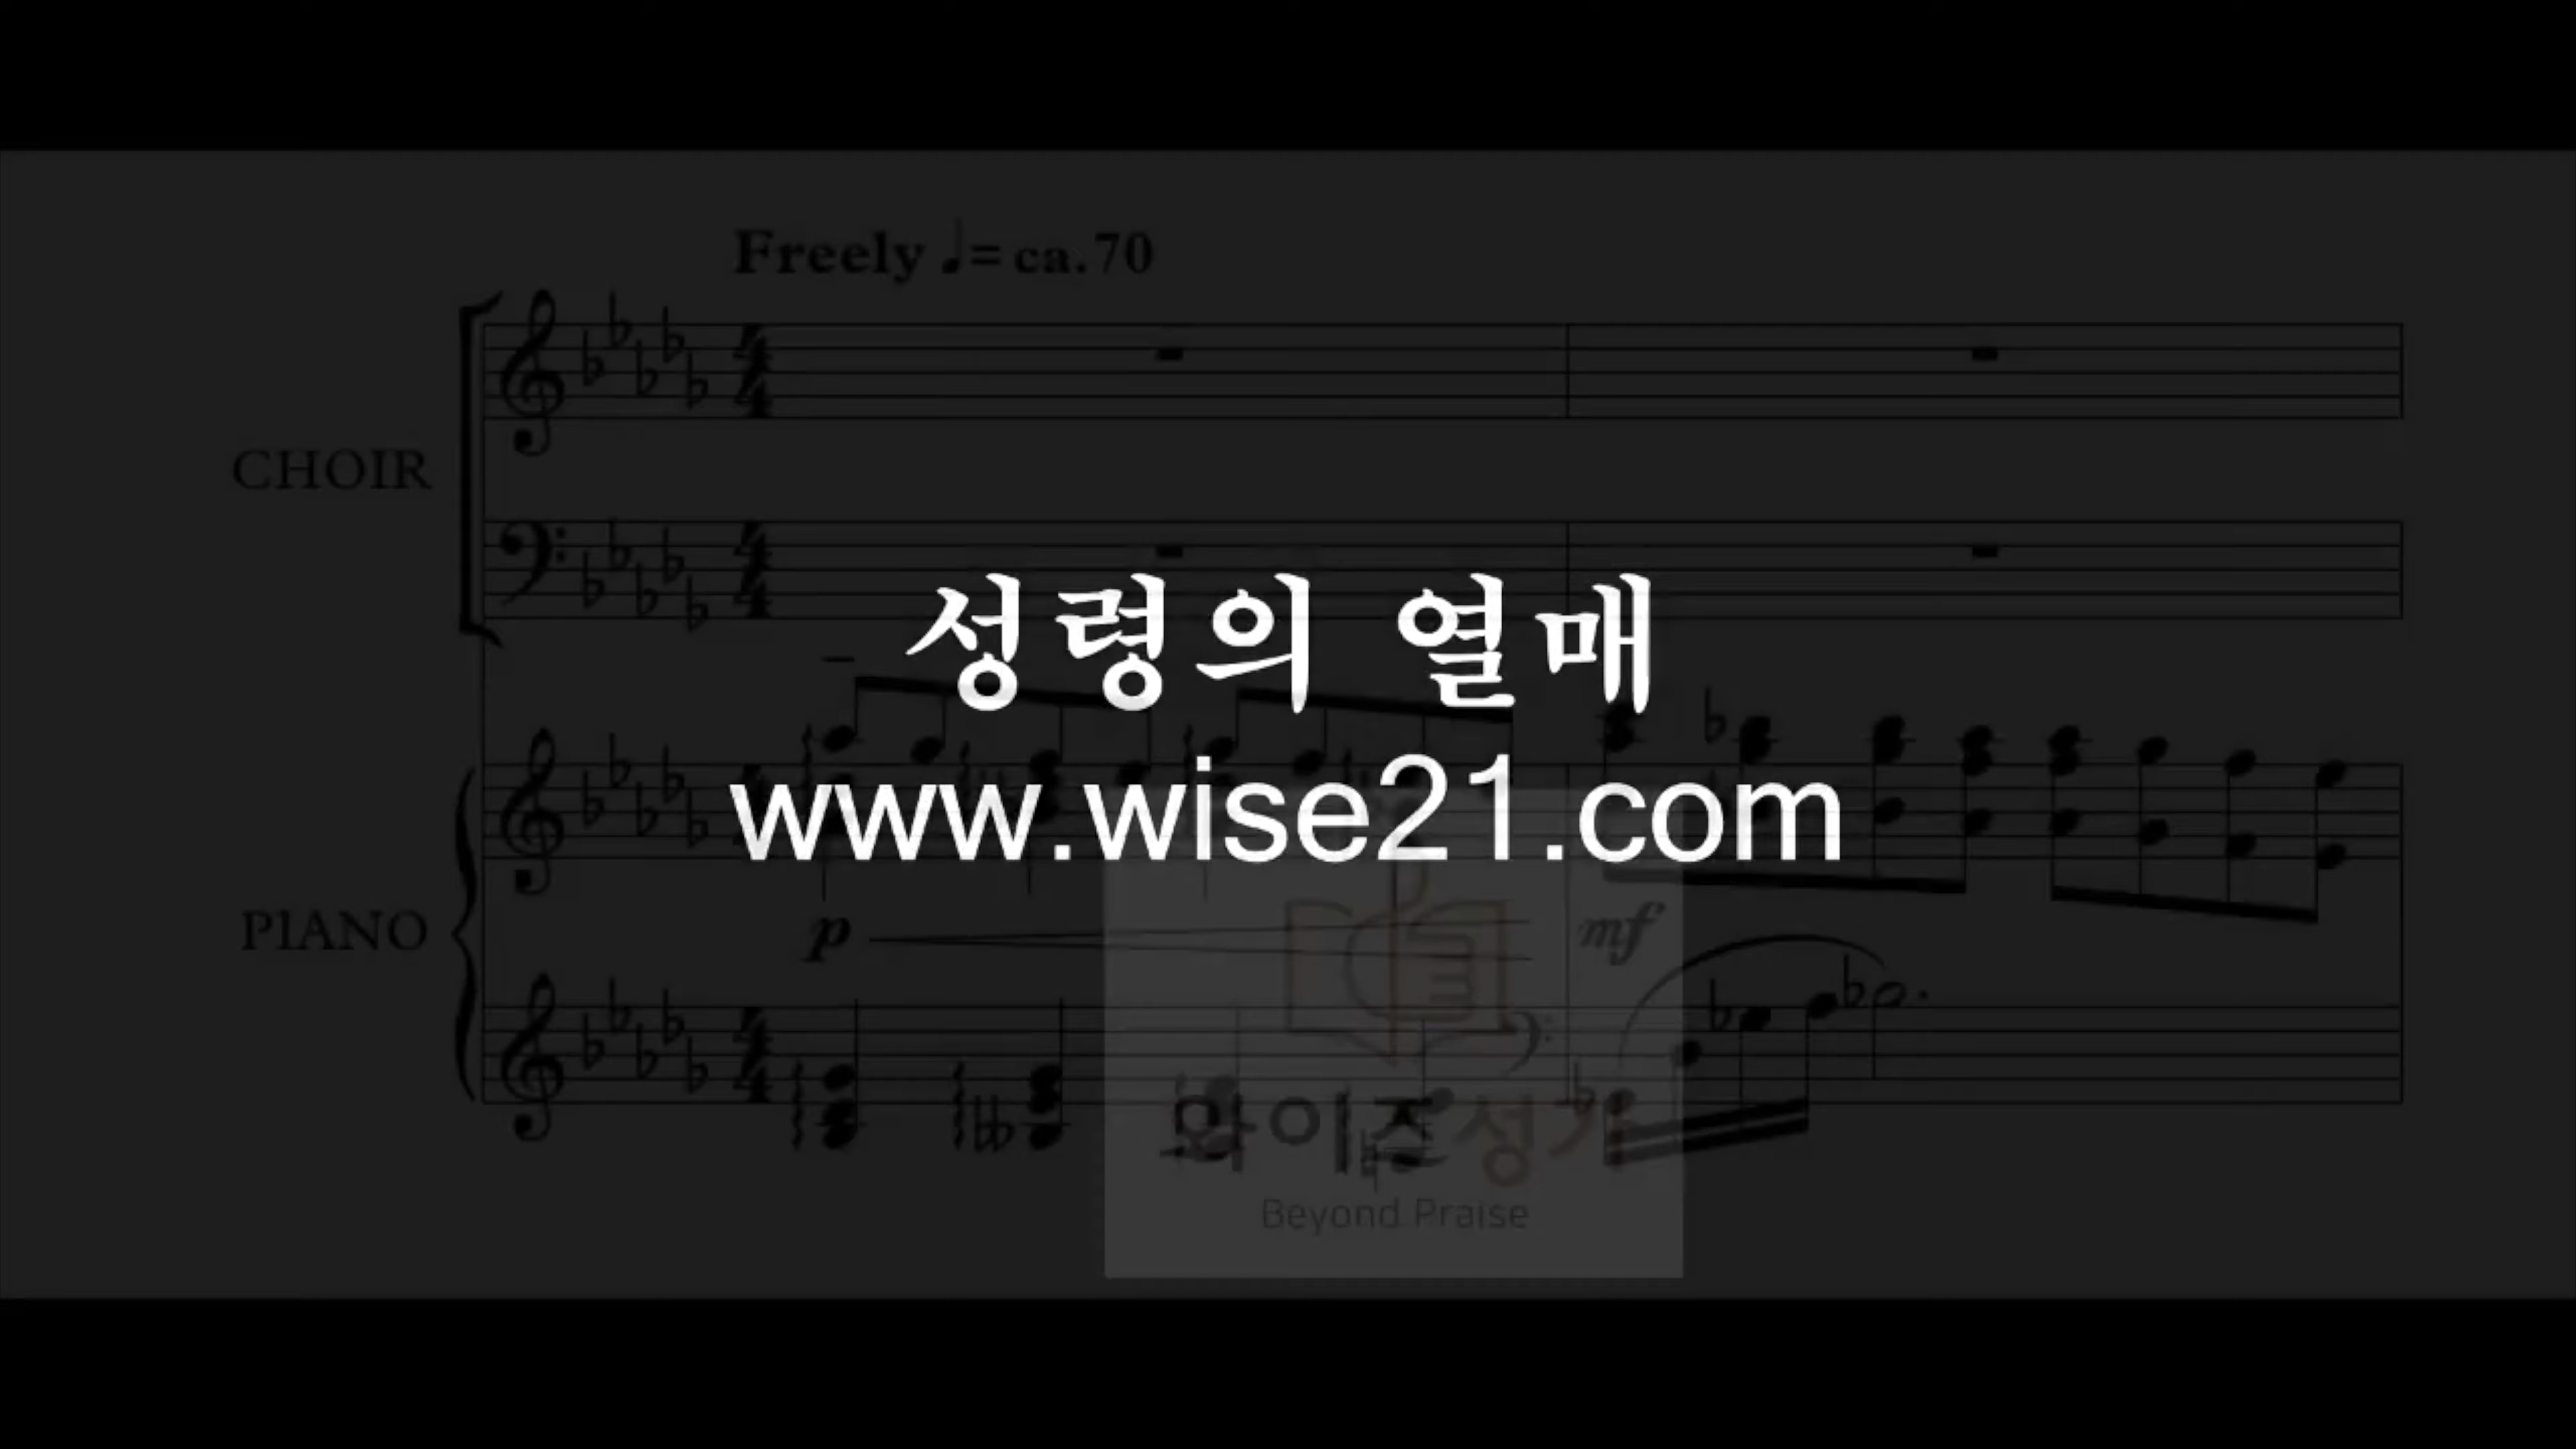 Freely ♩= ca. 70
CHOIR
성령의 열매
www.wise21.com
PIANO
p
mf
와이즈성가
Beyond Praise